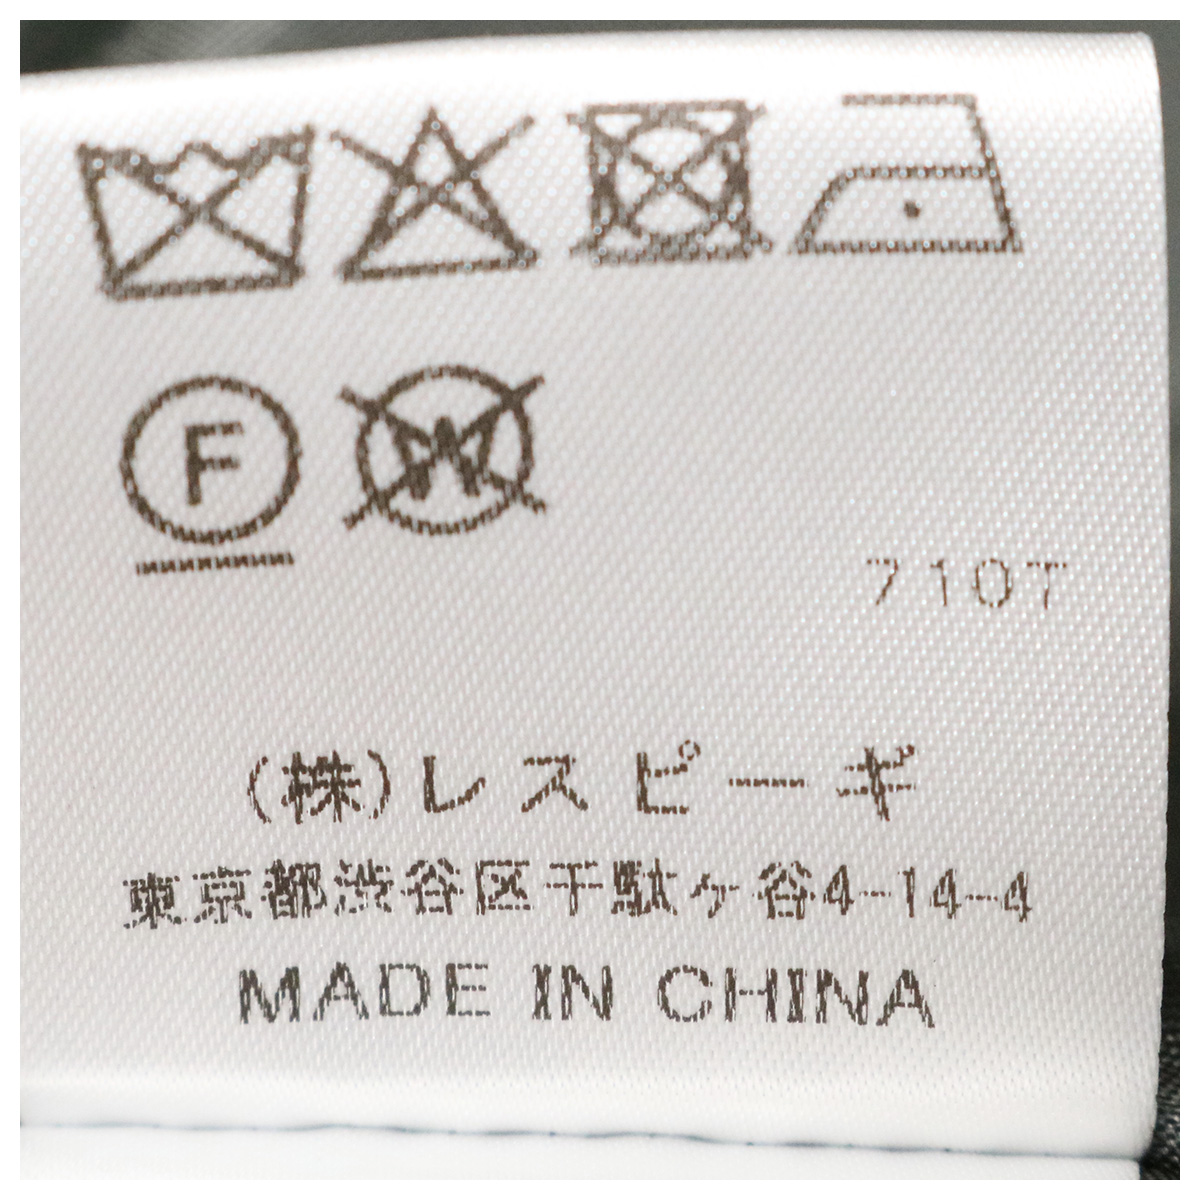 F W
710T
(株)レスピーギ
東京都渋谷区千駄ヶ谷4-14-4
MADE IN CHINA